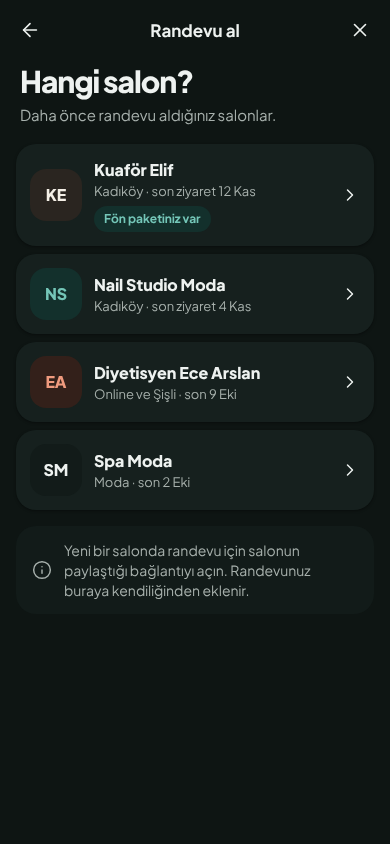 Randevu al
Hangi salon?
Daha önce randevu aldığınız salonlar.
KE
Kuaför Elif
Kadıköy · son ziyaret 12 Kas
Fön paketiniz var
NS
Nail Studio Moda
Kadıköy · son ziyaret 4 Kas
EA
Diyetisyen Ece Arslan
Online ve Şişli · son 9 Eki
SM
Spa Moda
Moda · son 2 Eki
Yeni bir salonda randevu için salonun
paylaştığı bağlantıyı açın. Randevunuz
buraya kendiliğinden eklenir.